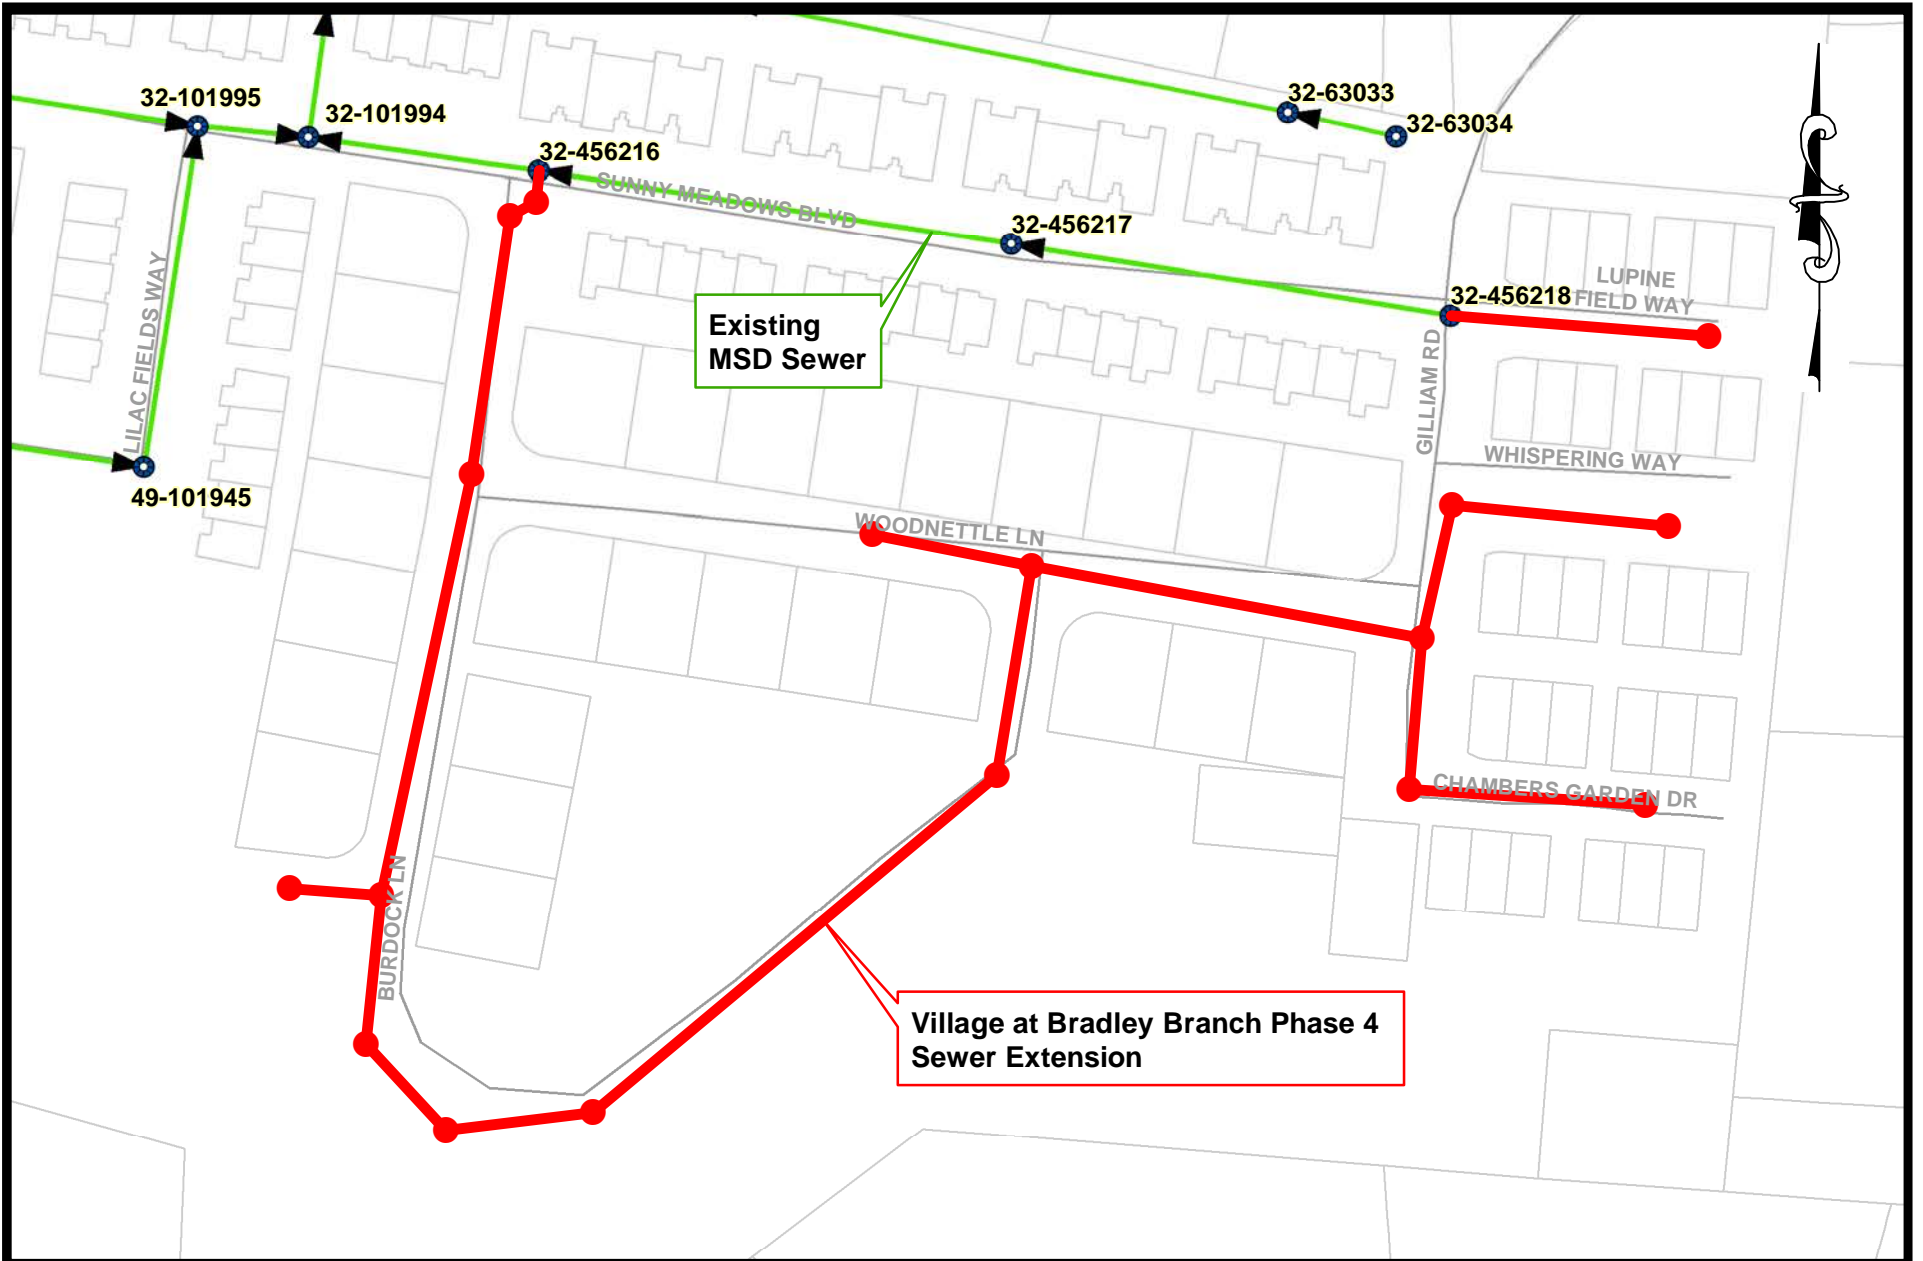 32-101995
32-101994
32-63033
32-63034
32-456216
SUNNY MEADOWS BLVD
32-456217
LUPINE
FIELD WAY
32-456218
Existing
MSD Sewer
LILAC FIELDS WAY
GILLIAM RD
WHISPERING WAY
49-101945
WOODNETTLE LN
CHAMBERS GARDEN DR
BURDOCK LN
Village at Bradley Branch Phase 4
Sewer Extension